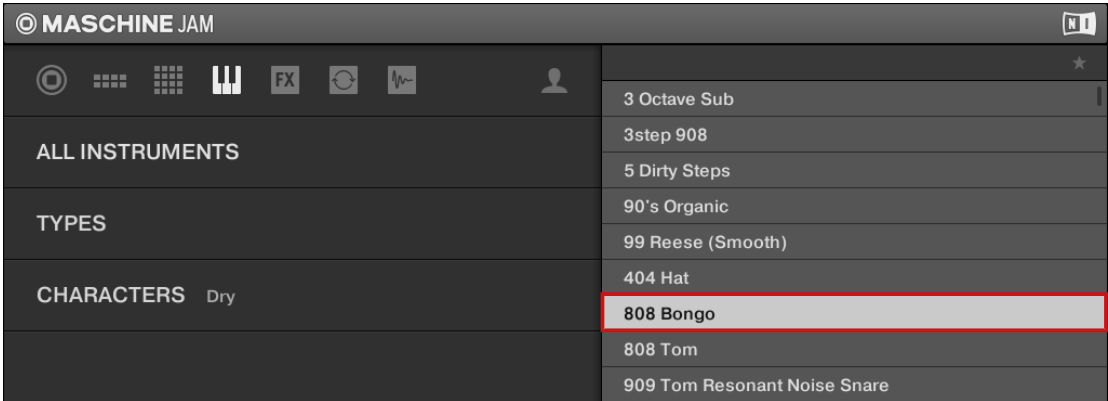 MASCHINE JAM
NI
FX
ALL INSTRUMENTS
TYPES
CHARACTERS Dry
3 Octave Sub
3step 908
5 Dirty Steps
90's Organic
99 Reese (Smooth)
404 Hat
808 Bongo
808 Tom
909 Tom Resonant Noise Snare